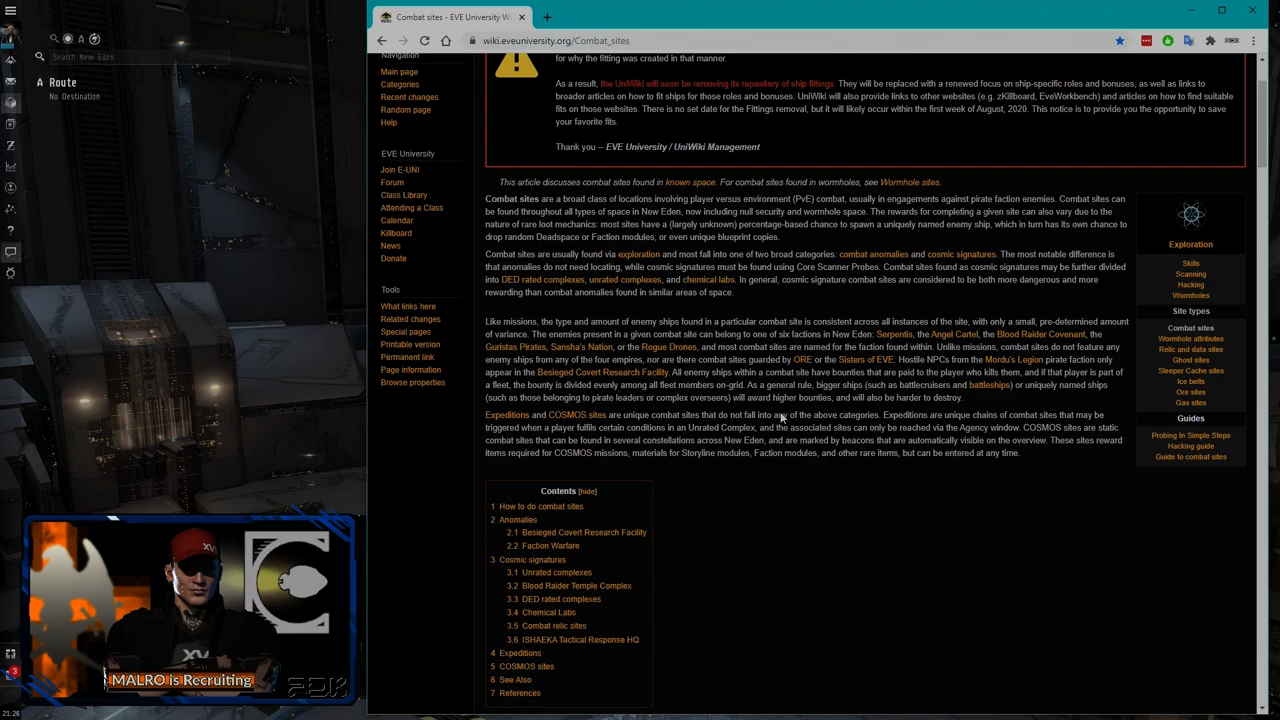 Combat sites - EVE University Wi
wiki.eveuniversity.org/Combat_sites
Search New Eden
Route
No Destination
Navigation
Main page
Categories
Recent changes
Random page
Help
EVE University
Join E-UNI
Forum
Class Library
Attending a Class
Calendar
Killboard
News
Donate
Tools
What links here
Related changes
Special pages
Printable version
Permanent link
Page information
Browse properties
for why the fitting was created in that manner.
As a result, the UniWiki will soon be removing its repository of ship fittings. They will be replaced with a renewed focus on ship-specific roles and bonuses, as well as links to
broader articles on how to fit ships for those roles and bonuses. UniWiki will also provide links to other websites (e.g. zKillboard, EveWorkbench) and articles on how to find suitable
fits on those websites. There is no set date for the Fittings removal, but it will likely occur within the first week of August, 2020. This notice is to provide you the opportunity to save
your favorite fits.
Thank you -- EVE University / UniWiki Management
This article discusses combat sites found in known space. For combat sites found in wormholes, see Wormhole sites.
Combat sites are a broad class of locations involving player versus environment (PvE) combat, usually in engagements against pirate faction enemies. Combat sites can
be found throughout all types of space in New Eden, now including null security and wormhole space. The rewards for completing a given site can also vary due to the
nature of rare loot mechanics: most sites have a (largely unknown) percentage-based chance to spawn a uniquely named enemy ship, which in turn has its own chance to
drop random Deadspace or Faction modules, or even unique blueprint copies.
Combat sites are usually found via exploration and most fall into one of two broad categories: combat anomalies and cosmic signatures. The most notable difference is
that anomalies do not need locating, while cosmic signatures must be found using Core Scanner Probes. Combat sites found as cosmic signatures may be further divided
into DED rated complexes, unrated complexes, and chemical labs. In general, cosmic signature combat sites are considered to be both more dangerous and more
rewarding than combat anomalies found in similar areas of space.
Like missions, the type and amount of enemy ships found in a particular combat site is consistent across all instances of the site, with only a small, pre-determined amount
of variance. The enemies present in a given combat site can belong to one of six factions in New Eden: Serpentis, the Angel Cartel, the Blood Raider Covenant, the
Guristas Pirates, Sansha's Nation, or the Rogue Drones, and most combat sites are named for the faction found within. Unlike missions, combat sites do not feature any
enemy ships from any of the four empires, nor are there combat sites guarded by ORE or the Sisters of EVE. Hostile NPCs from the Mordu's Legion pirate faction only
appear in the Besieged Covert Research Facility. All enemy ships within a combat site have bounties that are paid to the player who kills them, and if that player is part of
a fleet, the bounty is divided evenly among all fleet members on-grid. As a general rule, bigger ships (such as battlecruisers and battleships) or uniquely named ships
(such as those belonging to pirate leaders or complex overseers) will award higher bounties, and will also be harder to destroy.
Expeditions and COSMOS sites are unique combat sites that do not fall into any of the above categories. Expeditions are unique chains of combat sites that may be
triggered when a player fulfils certain conditions in an Unrated Complex, and the associated sites can only be reached via the Agency window. COSMOS sites are static
combat sites that can be found in several constellations across New Eden, and are marked by beacons that are automatically visible on the overview. These sites reward
items required for COSMOS missions, materials for Storyline modules, Faction modules, and other rare items, but can be entered at any time.
Contents [hide]
1 How to do combat sites
2 Anomalies
2.1 Besieged Covert Research Facility
2.2 Faction Warfare
3 Cosmic signatures
3.1 Unrated complexes
3.2 Blood Raider Temple Complex
3.3 DED rated complexes
3.4 Chemical Labs
3.5 Combat relic sites
3.6 ISHAEKA Tactical Response HQ
4 Expeditions
5 COSMOS sites
6 See Also
7 References
Exploration
Skills
Scanning
Hacking
Wormholes
Site types
Combat sites
Wormhole attributes
Relic and data sites
Ghost sites
Sleeper Cache sites
Ice belts
Ore sites
Gas sites
Guides
Probing In Simple Steps
Hacking guide
Guide to combat sites
XV
XV
MALRO is Recruiting
3
21:26